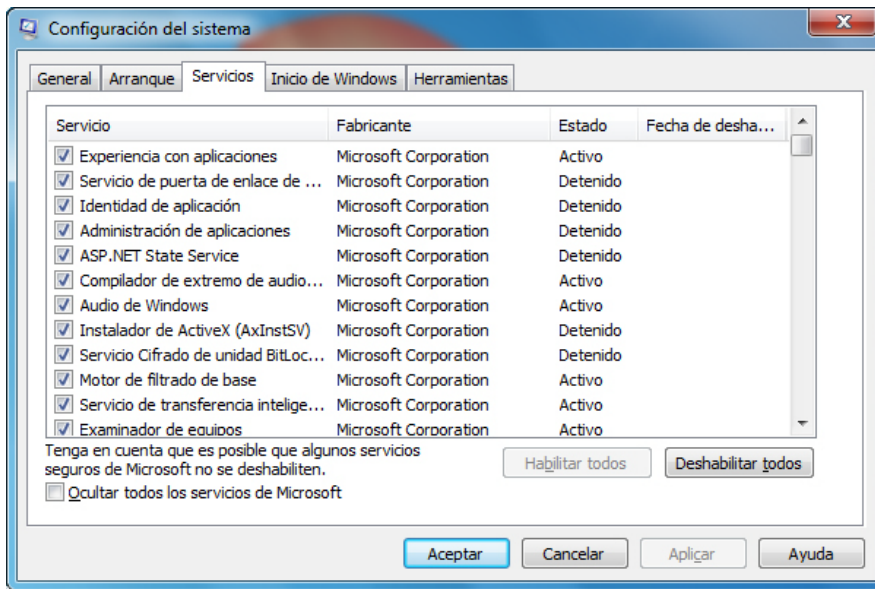 Configuración del sistema
General Arranque Servicios Inicio de Windows Herramientas
Servicio Fabricante Estado Fecha de desha...
Experiencia con aplicaciones Microsoft Corporation Activo
Servicio de puerta de enlace de ... Microsoft Corporation Detenido
Identidad de aplicación Microsoft Corporation Detenido
Administración de aplicaciones Microsoft Corporation Detenido
ASP.NET State Service Microsoft Corporation Detenido
Compilador de extremo de audio... Microsoft Corporation Activo
Audio de Windows Microsoft Corporation Activo
Instalador de ActiveX (AxInstSV) Microsoft Corporation Detenido
Servicio Cifrado de unidad BitLoc... Microsoft Corporation Detenido
Motor de filtrado de base Microsoft Corporation Activo
Servicio de transferencia intelige... Microsoft Corporation Activo
Examinador de equipos Microsoft Corporation Activo
Tenga en cuenta que es posible que algunos servicios
seguros de Microsoft no se deshabiliten.
Habilitar todos Deshabilitar todos
Ocultar todos los servicios de Microsoft
Aceptar Cancelar Aplicar Ayuda